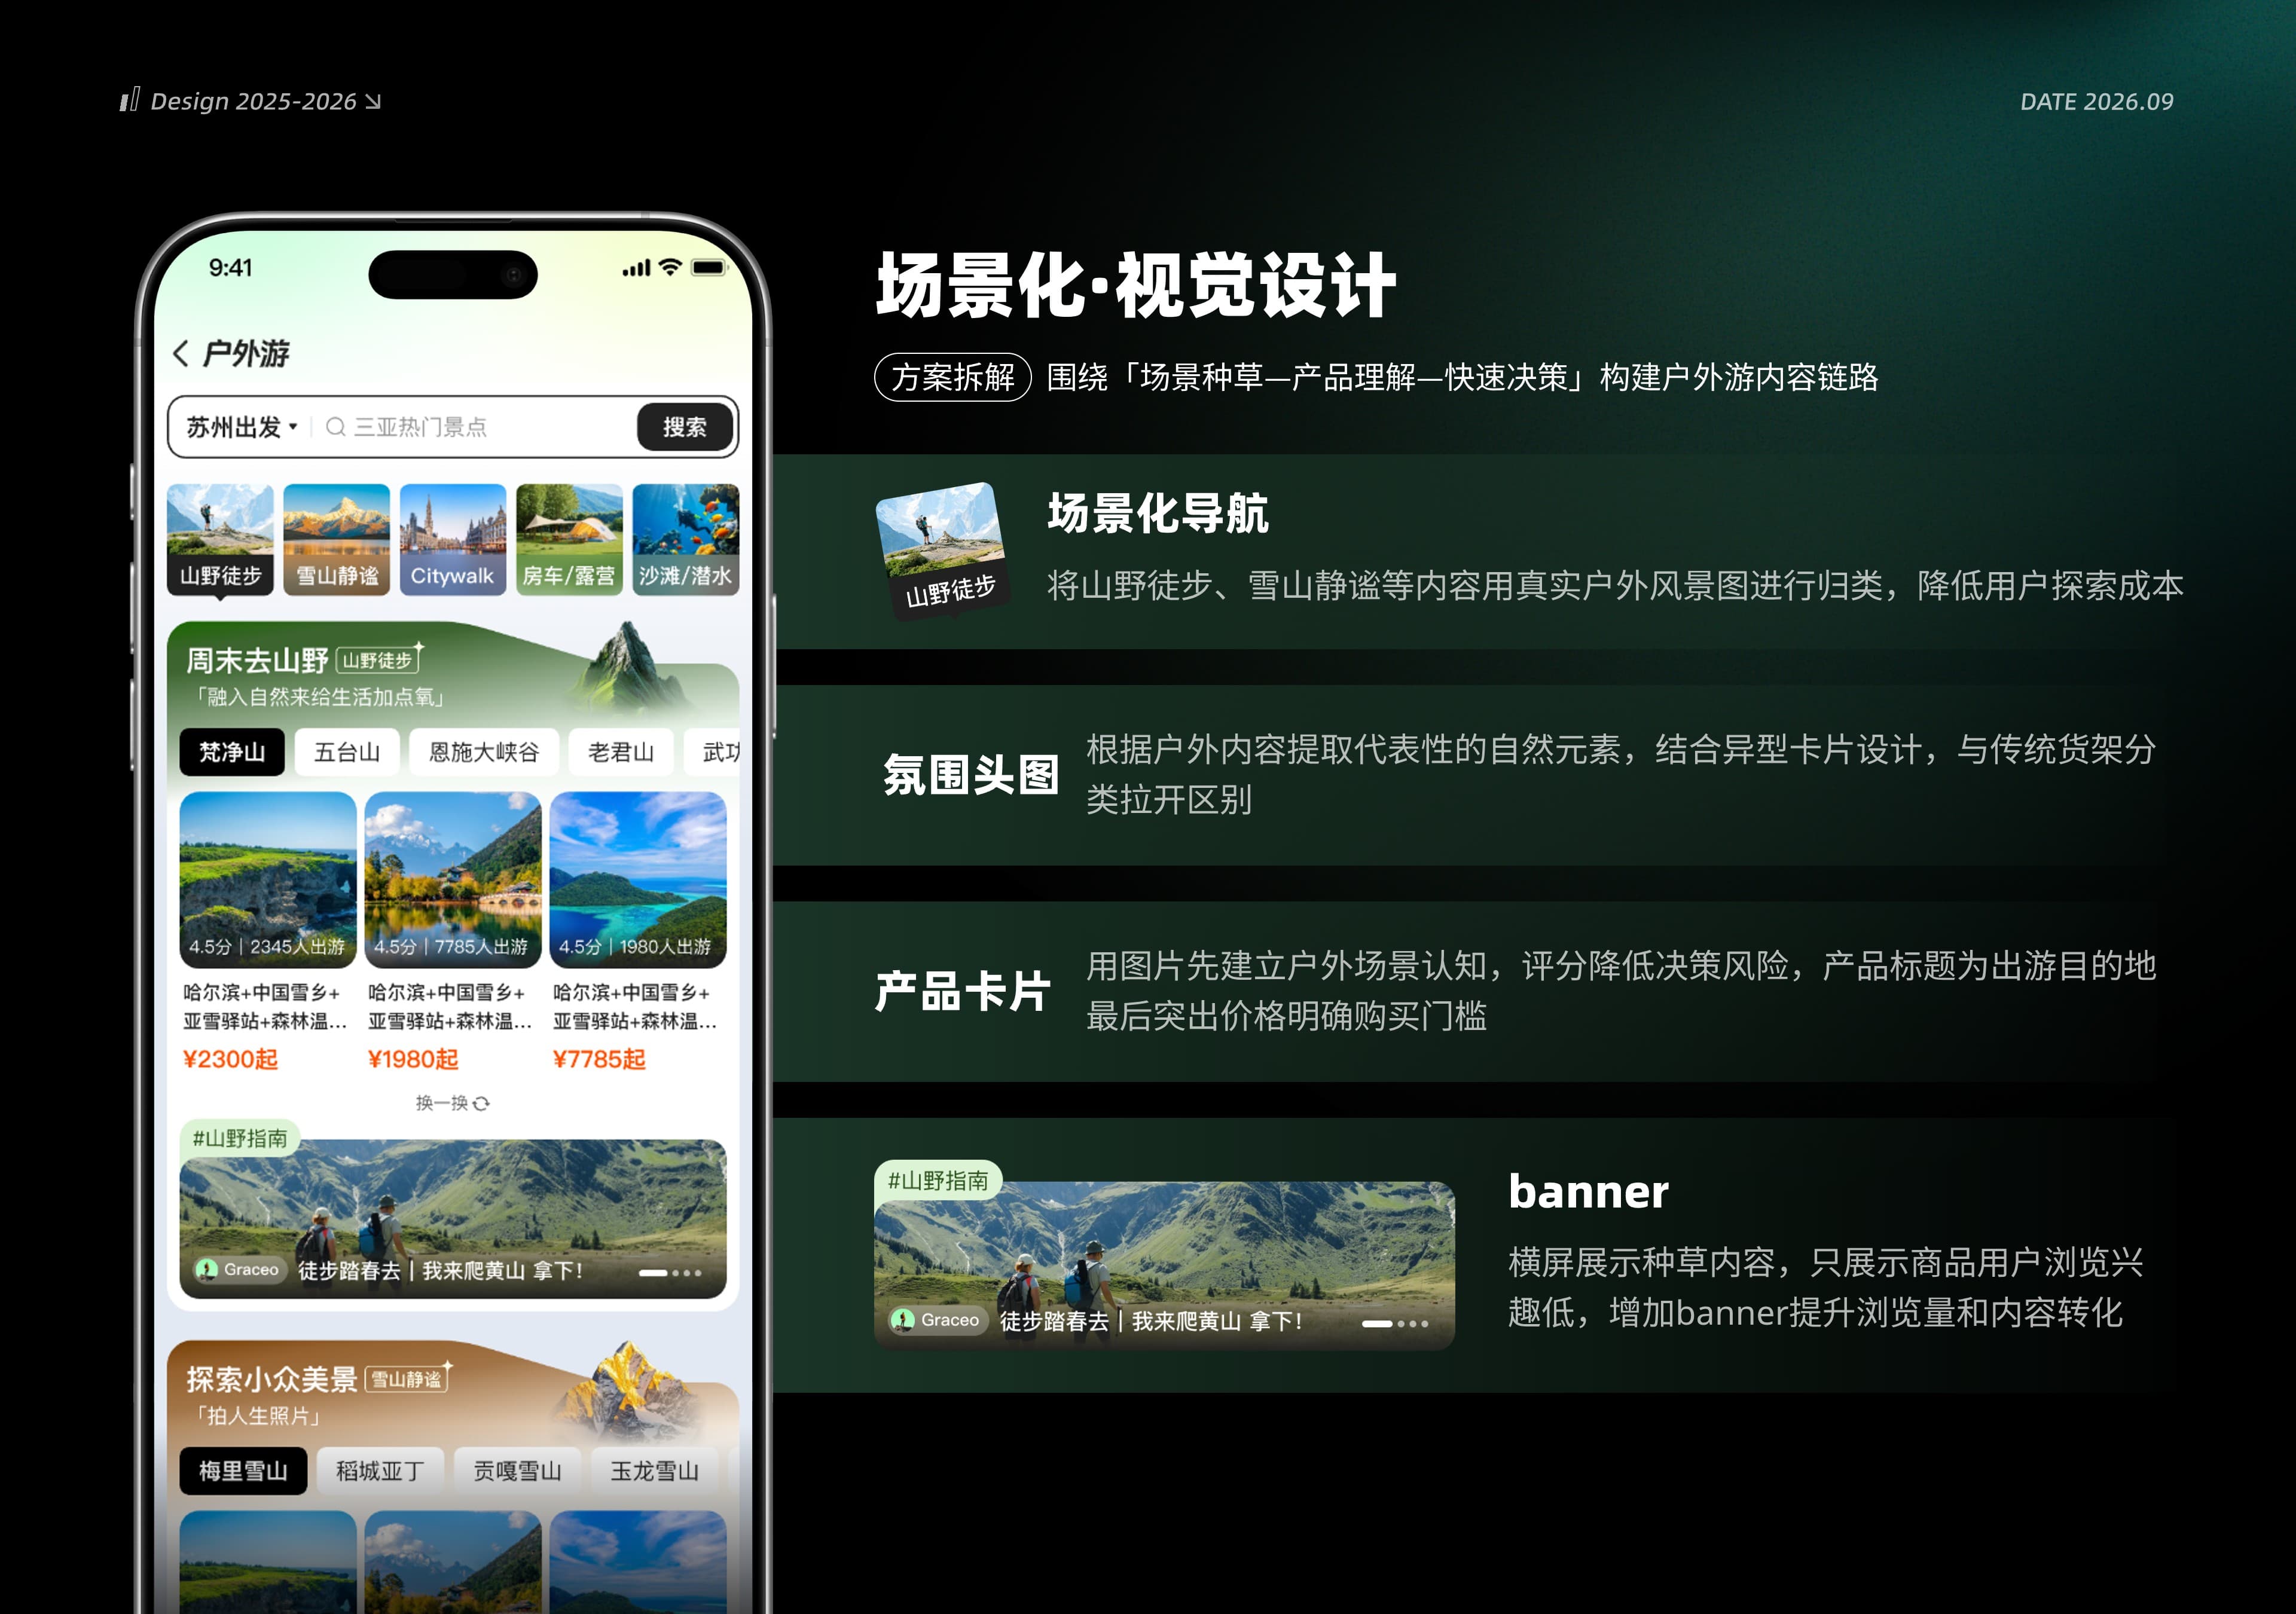 Design 2025-2026
DATE 2026.09
9:41
户外游
苏州出发
三亚热门景点
搜索
山野徒步
雪山静谧
Citywalk
房车/露营
沙滩/潜水
周末去山野
山野徒步
「融入自然来给生活加点氧」
梵净山
五台山
恩施大峡谷
老君山
武功
4.5分｜2345人出游
4.5分｜7785人出游
4.5分｜1980人出游
哈尔滨+中国雪乡+
亚雪驿站+森林温...
哈尔滨+中国雪乡+
亚雪驿站+森林温...
哈尔滨+中国雪乡+
亚雪驿站+森林温...
¥2300起
¥1980起
¥7785起
换一换
#山野指南
Graceo
徒步踏春去｜我来爬黄山 拿下！
探索小众美景
雪山静谧
「拍人生照片」
梅里雪山
稻城亚丁
贡嘎雪山
玉龙雪山
场景化·视觉设计
方案拆解
围绕「场景种草—产品理解—快速决策」构建户外游内容链路
山野徒步
场景化导航
将山野徒步、雪山静谧等内容用真实户外风景图进行归类，降低用户探索成本
氛围头图
根据户外内容提取代表性的自然元素，结合异型卡片设计，与传统货架分
类拉开区别
产品卡片
用图片先建立户外场景认知，评分降低决策风险，产品标题为出游目的地
最后突出价格明确购买门槛
#山野指南
Graceo
徒步踏春去｜我来爬黄山 拿下！
banner
横屏展示种草内容，只展示商品用户浏览兴
趣低，增加banner提升浏览量和内容转化